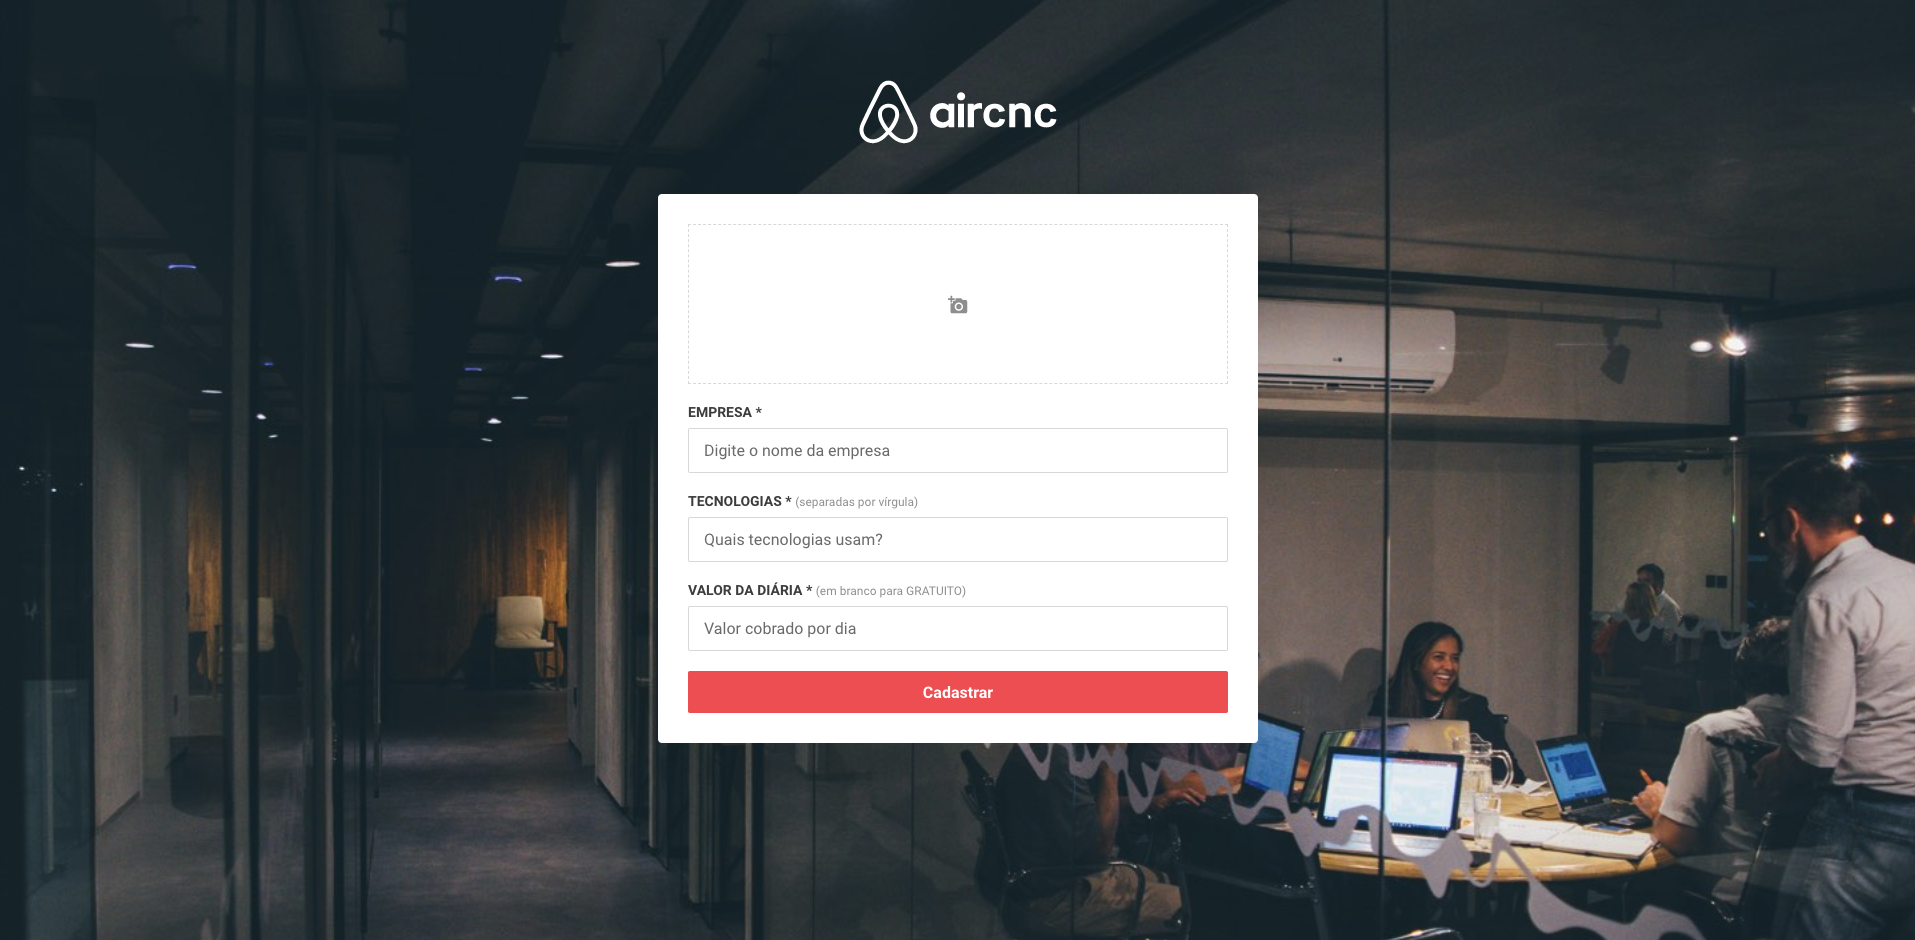 aircnc
EMPRESA *
Digite o nome da empresa
TECNOLOGIAS * (separadas por vírgula)
Quais tecnologias usam?
VALOR DA DIÁRIA * (em branco para GRATUITO)
Valor cobrado por dia
Cadastrar